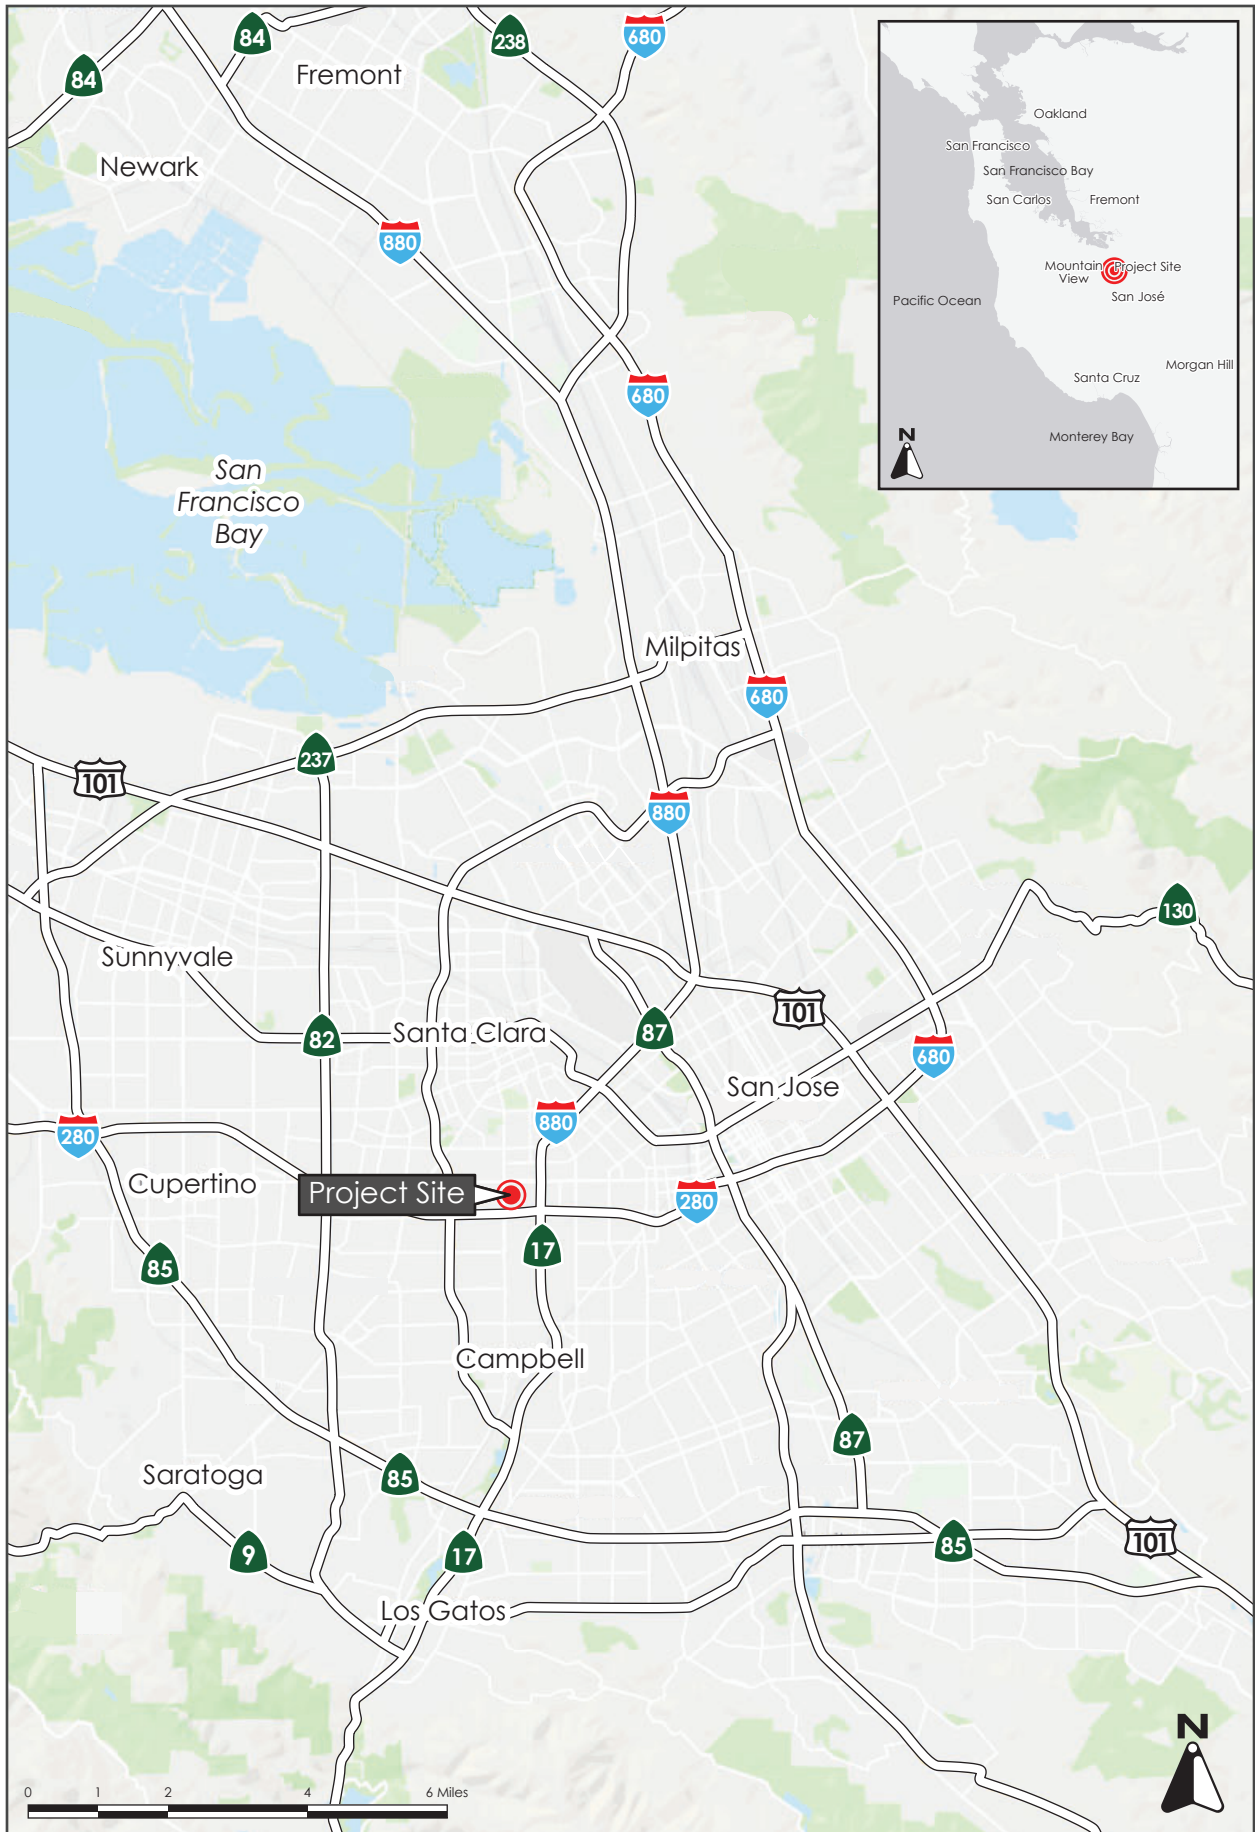 84
84
Fremont
238
680
Newark
880
Oakland
San Francisco
San Francisco Bay
San Carlos
Fremont
Mountain
View
Project Site
San José
Pacific Ocean
Morgan Hill
Santa Cruz
Monterey Bay
N
680
San
Francisco
Bay
Milpitas
680
237
101
880
130
Sunnyvale
101
82
Santa Clara
87
680
San Jose
880
280
Cupertino
Project Site
280
17
85
Campbell
87
Saratoga
85
9
17
85
101
Los Gatos
N
0 1 2 4 6 Miles